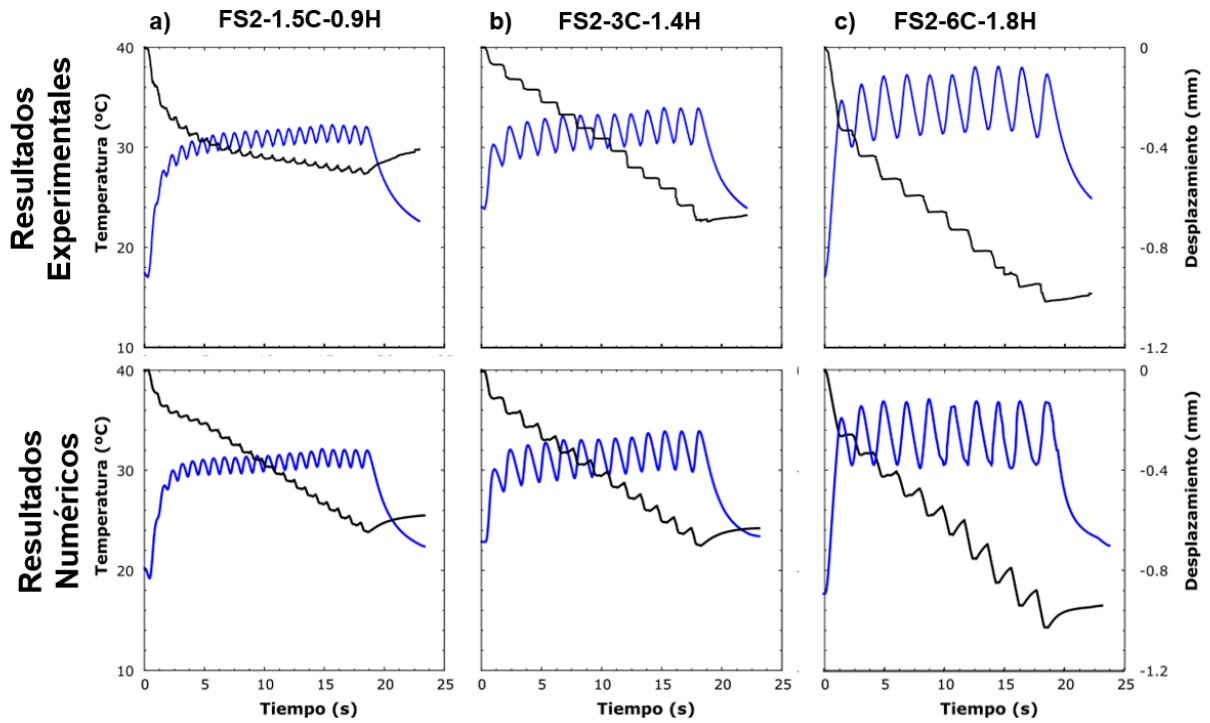 a) FS2-1.5C-0.9H
b) FS2-3C-1.4H
c) FS2-6C-1.8H
Resultados
Experimentales
Temperatura (ºC)
40
30
20
10
0
-0.4
-0.8
-1.2
Desplazamiento (mm)
Resultados
Numéricos
Temperatura (ºC)
40
30
20
10
0
-0.4
-0.8
-1.2
Desplazamiento (mm)
0 5 10 15 20 25
0 5 10 15 20 25
0 5 10 15 20 25
Tiempo (s)
Tiempo (s)
Tiempo (s)